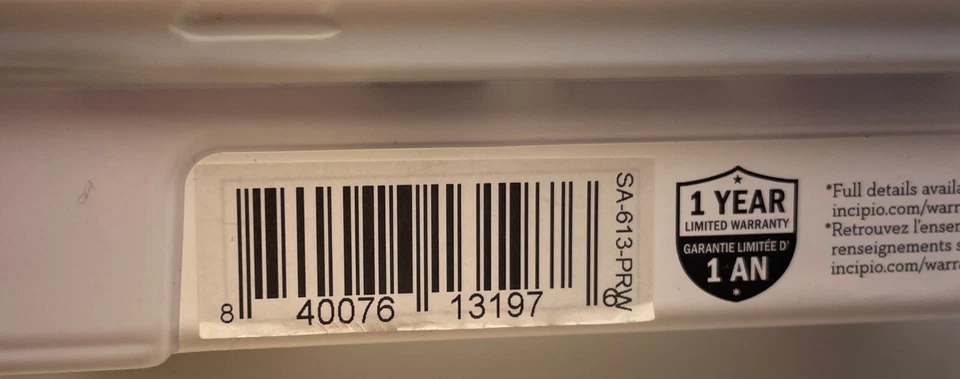 8 40076 13197 6
SA-613-PRW
1 YEAR
LIMITED WARRANTY
GARANTIE LIMITÉE D'
1 AN
*Full details availa
incipio.com/warr
*Retrouvez l'enser
renseignements s
incipio.com/warra